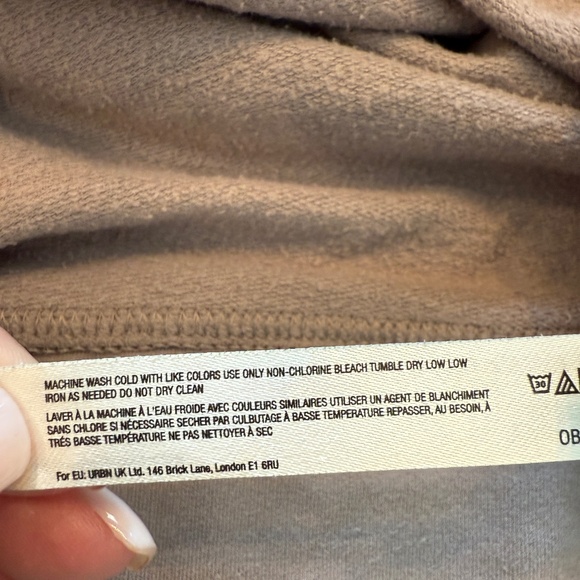 MACHINE WASH COLD WITH LIKE COLORS USE ONLY NON-CHLORINE BLEACH TUMBLE DRY LOW LOW
IRON AS NEEDED DO NOT DRY CLEAN
LAVER À LA MACHINE À L'EAU FROIDE AVEC COULEURS SIMILAIRES UTILISER UN AGENT DE BLANCHIMENT
SANS CHLORE SI NÉCESSAIRE SECHER PAR CULBUTAGE À BASSE TEMPERATURE REPASSER, AU BESOIN, À
TRÉS BASSE TEMPÉRATURE NE PAS NETTOYER À SEC
For EU: URBN UK Ltd. 146 Brick Lane, London E1 6RU
30
OB